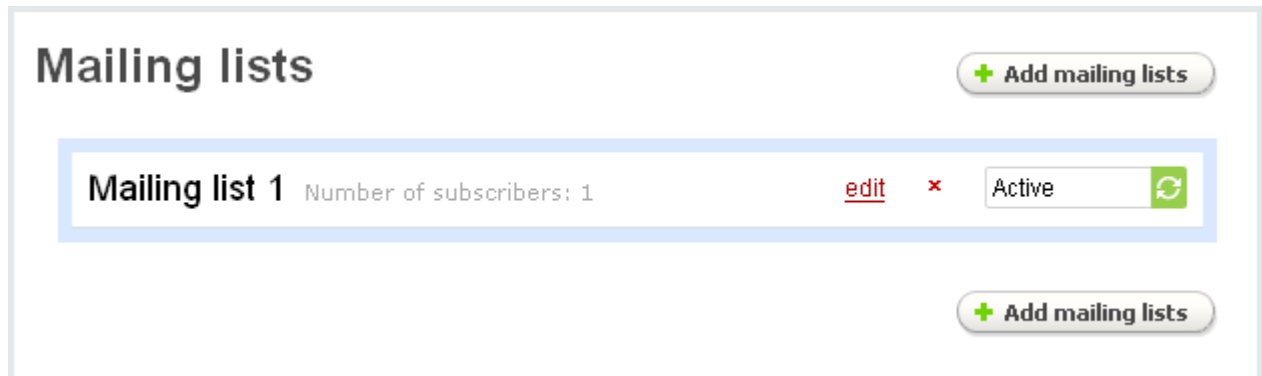 Mailing lists
Add mailing lists
Mailing list 1 Number of subscribers: 1 edit × Active
Add mailing lists